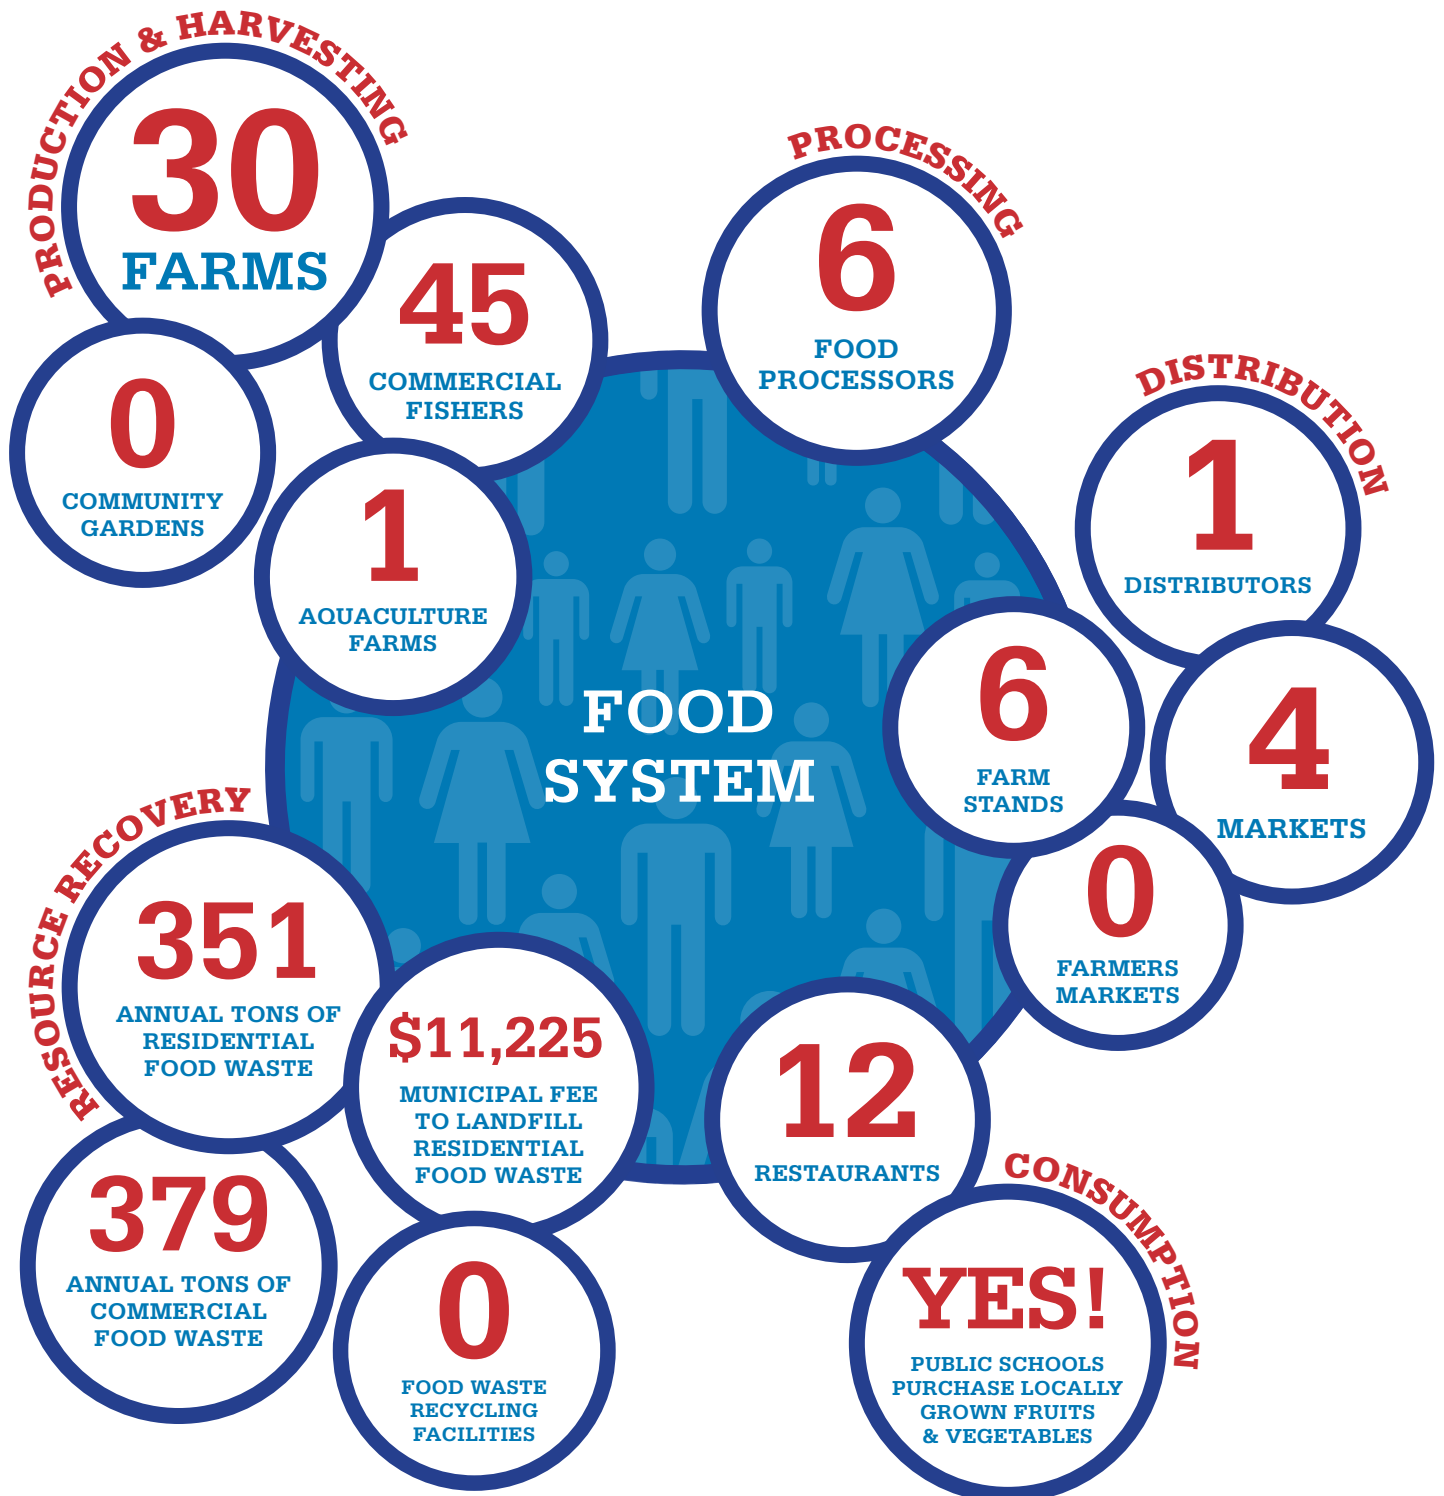 PRODUCTION & HARVESTING
30
FARMS
45
COMMERCIAL
FISHERS
0
COMMUNITY
GARDENS
1
AQUACULTURE
FARMS
PROCESSING
6
FOOD
PROCESSORS
DISTRIBUTION
1
DISTRIBUTORS
6
FARM
STANDS
4
MARKETS
0
FARMERS
MARKETS
FOOD
SYSTEM
RESOURCE RECOVERY
351
ANNUAL TONS OF
RESIDENTIAL
FOOD WASTE
$11,225
MUNICIPAL FEE
TO LANDFILL
RESIDENTIAL
FOOD WASTE
379
ANNUAL TONS OF
COMMERCIAL
FOOD WASTE
0
FOOD WASTE
RECYCLING
FACILITIES
12
RESTAURANTS
CONSUMPTION
YES!
PUBLIC SCHOOLS
PURCHASE LOCALLY
GROWN FRUITS
& VEGETABLES